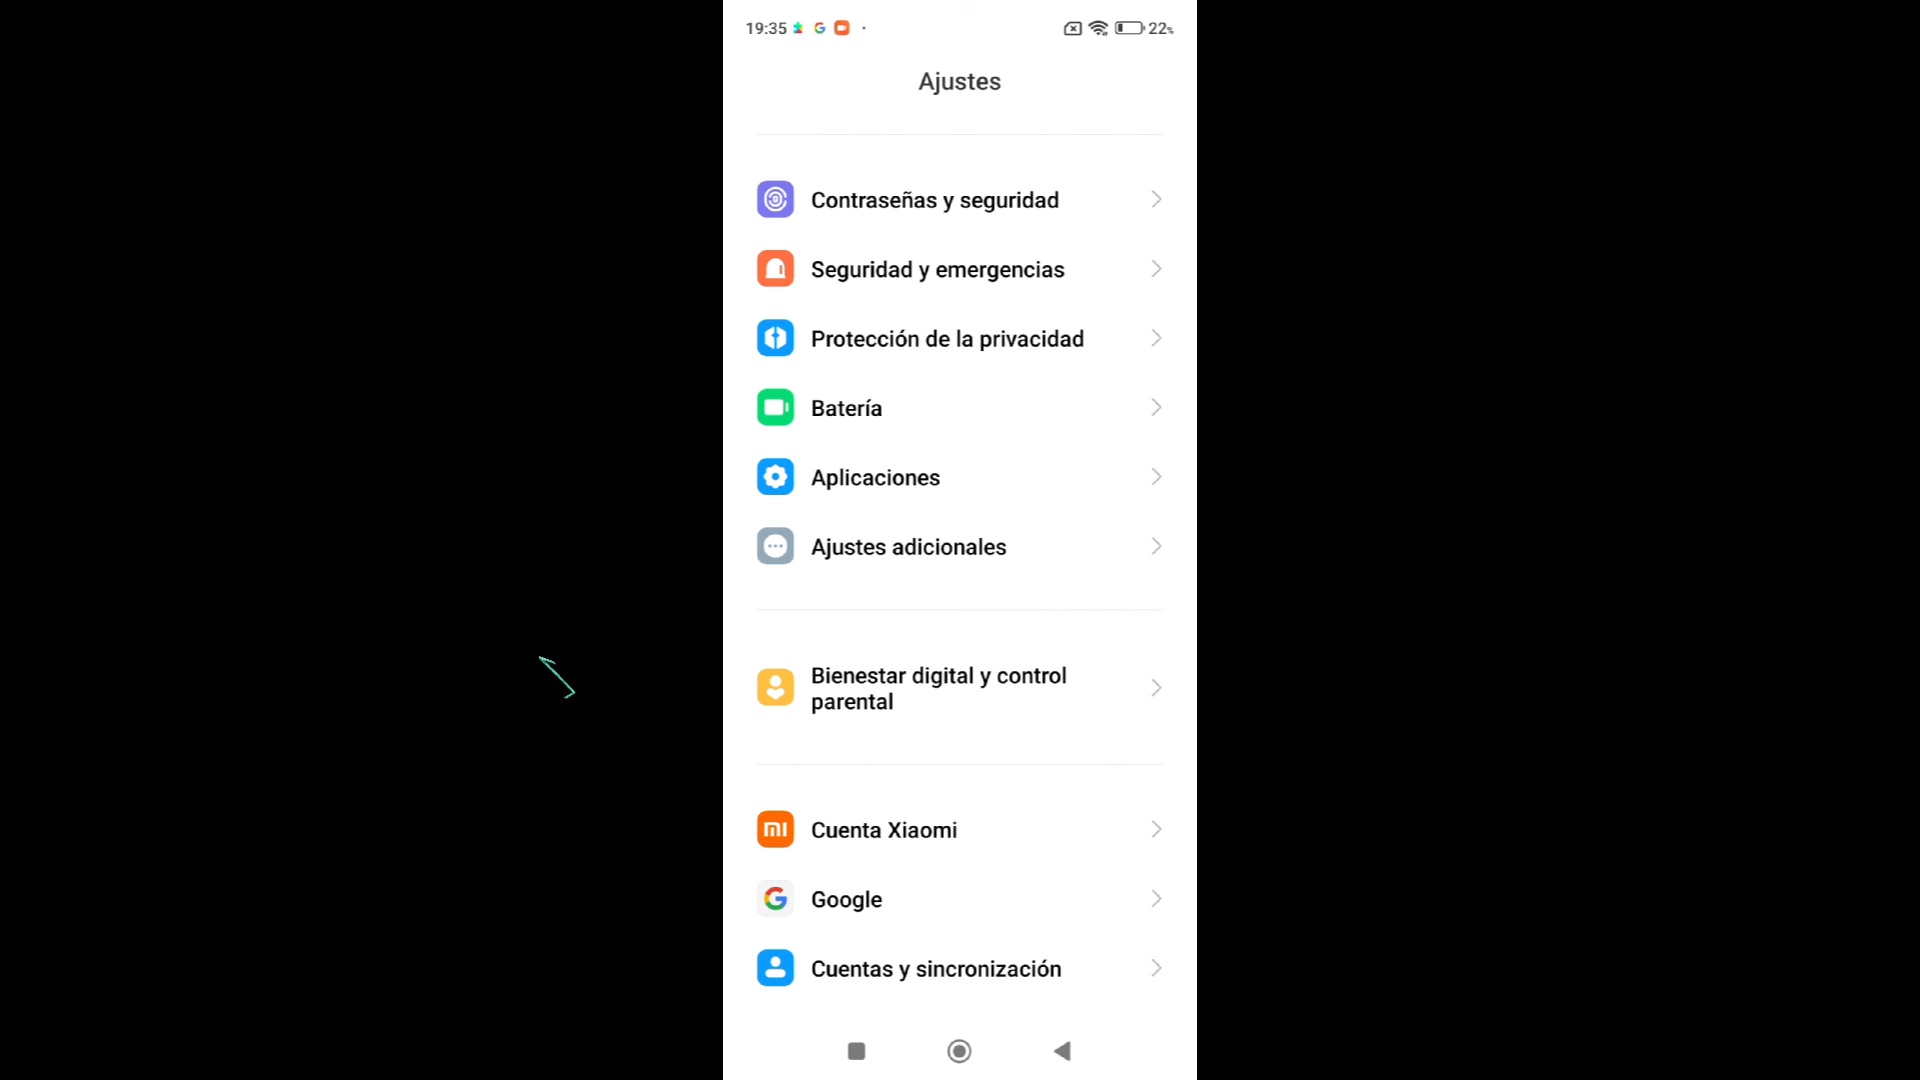 19:35
22%
Ajustes
Contraseñas y seguridad
Seguridad y emergencias
Protección de la privacidad
Batería
Aplicaciones
Ajustes adicionales
Bienestar digital y control
parental
Cuenta Xiaomi
Google
Cuentas y sincronización